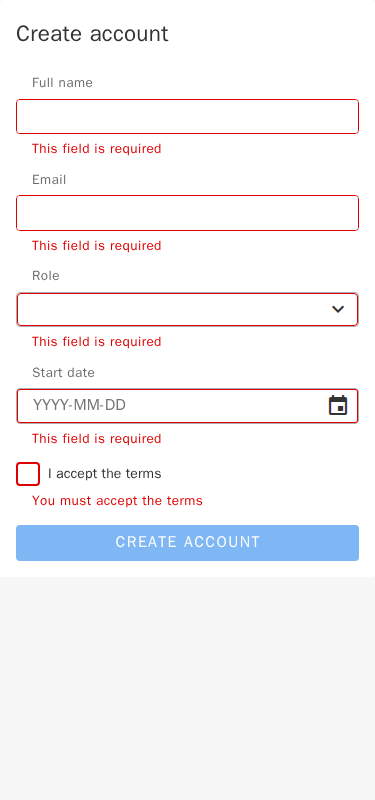 Create account
Full name
This field is required
Email
This field is required
Role
This field is required
Start date
YYYY-MM-DD
This field is required
I accept the terms
You must accept the terms
CREATE ACCOUNT